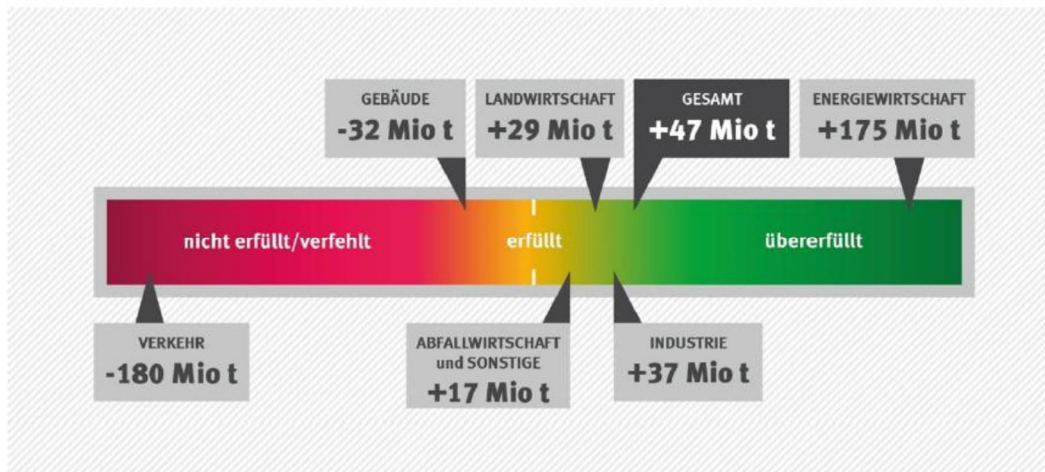 GEBÄUDE
-32 Mio t
LANDWIRTSCHAFT
+29 Mio t
GESAMT
+47 Mio t
ENERGIEWIRTSCHAFT
+175 Mio t
nicht erfüllt/verfehlt
erfüllt
übererfüllt
VERKEHR
-180 Mio t
ABFALLWIRTSCHAFT
und SONSTIGE
+17 Mio t
INDUSTRIE
+37 Mio t